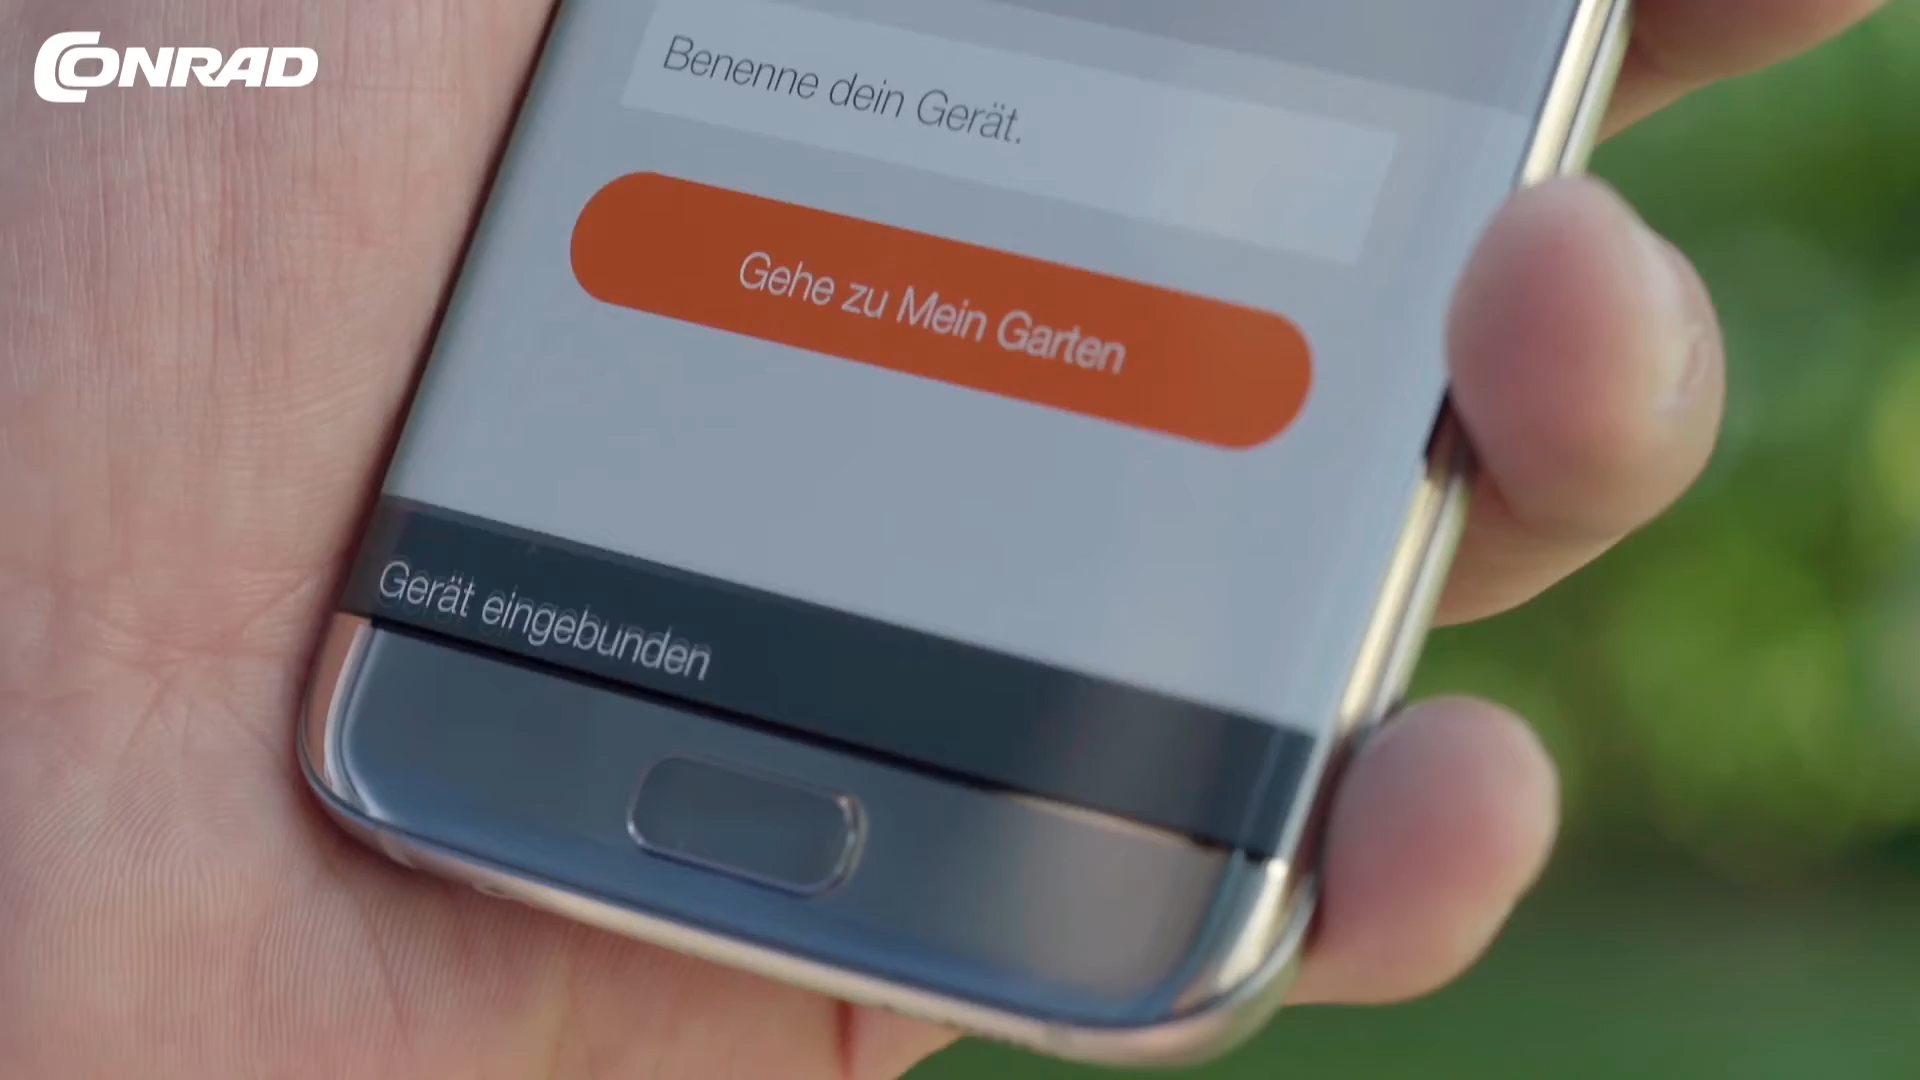 CONRAD
Benenne dein Gerät.
Gehe zu Mein Garten
Gerät eingebunden